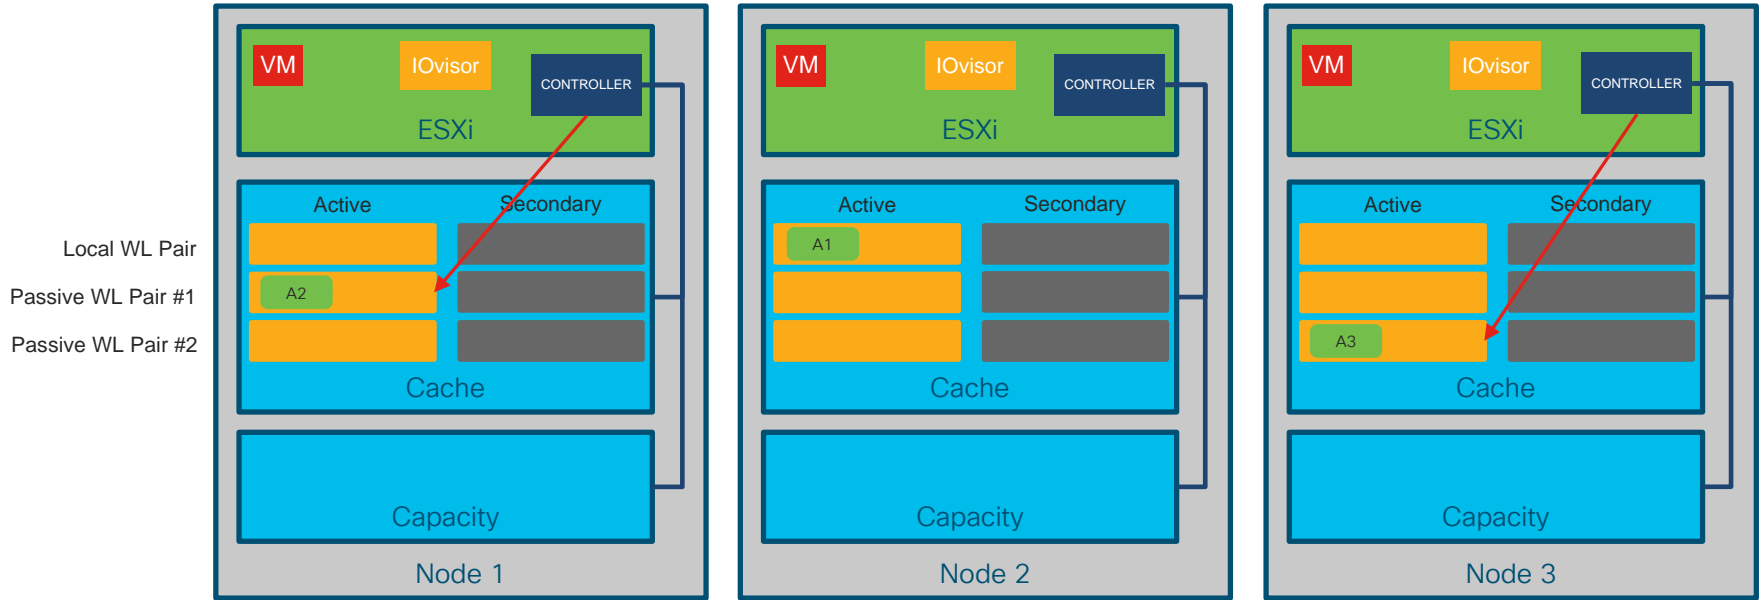 VM
IOvisor
CONTROLLER
ESXi
VM
IOvisor
CONTROLLER
ESXi
VM
IOvisor
CONTROLLER
ESXi
Active
Secondary
Active
Secondary
Active
Secondary
Local WL Pair
A1
Passive WL Pair #1
A2
Passive WL Pair #2
A3
Cache
Cache
Cache
Capacity
Capacity
Capacity
Node 1
Node 2
Node 3